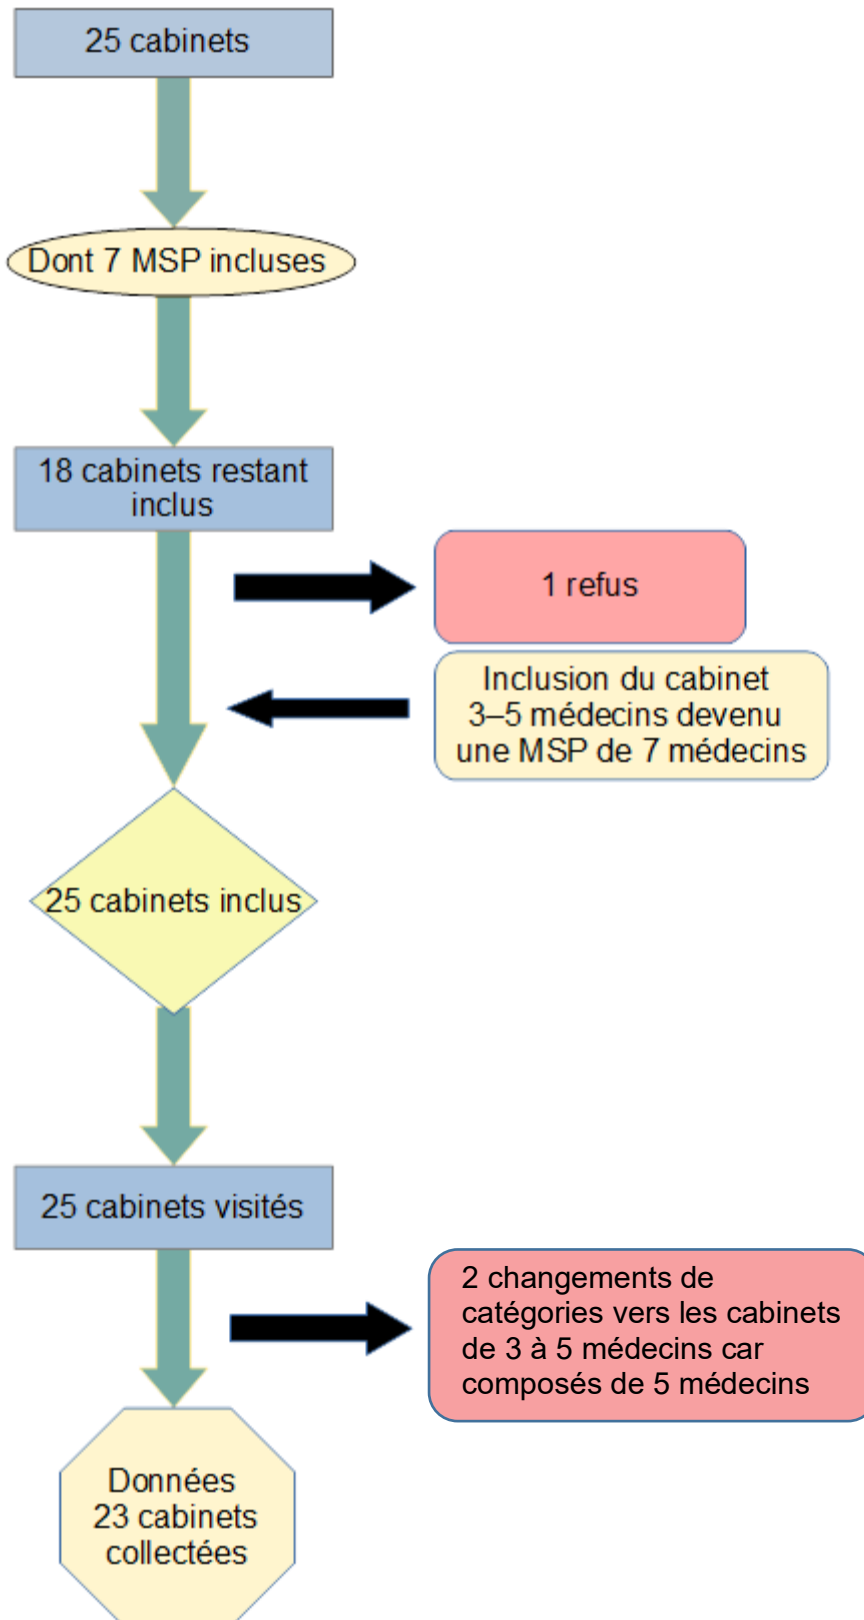 25 cabinets
Dont 7 MSP incluses
18 cabinets restant
inclus
1 refus
Inclusion du cabinet
3–5 médecins devenu
une MSP de 7 médecins
25 cabinets inclus
25 cabinets visités
2 changements de
catégories vers les cabinets
de 3 à 5 médecins car
composés de 5 médecins
Données
23 cabinets
collectées